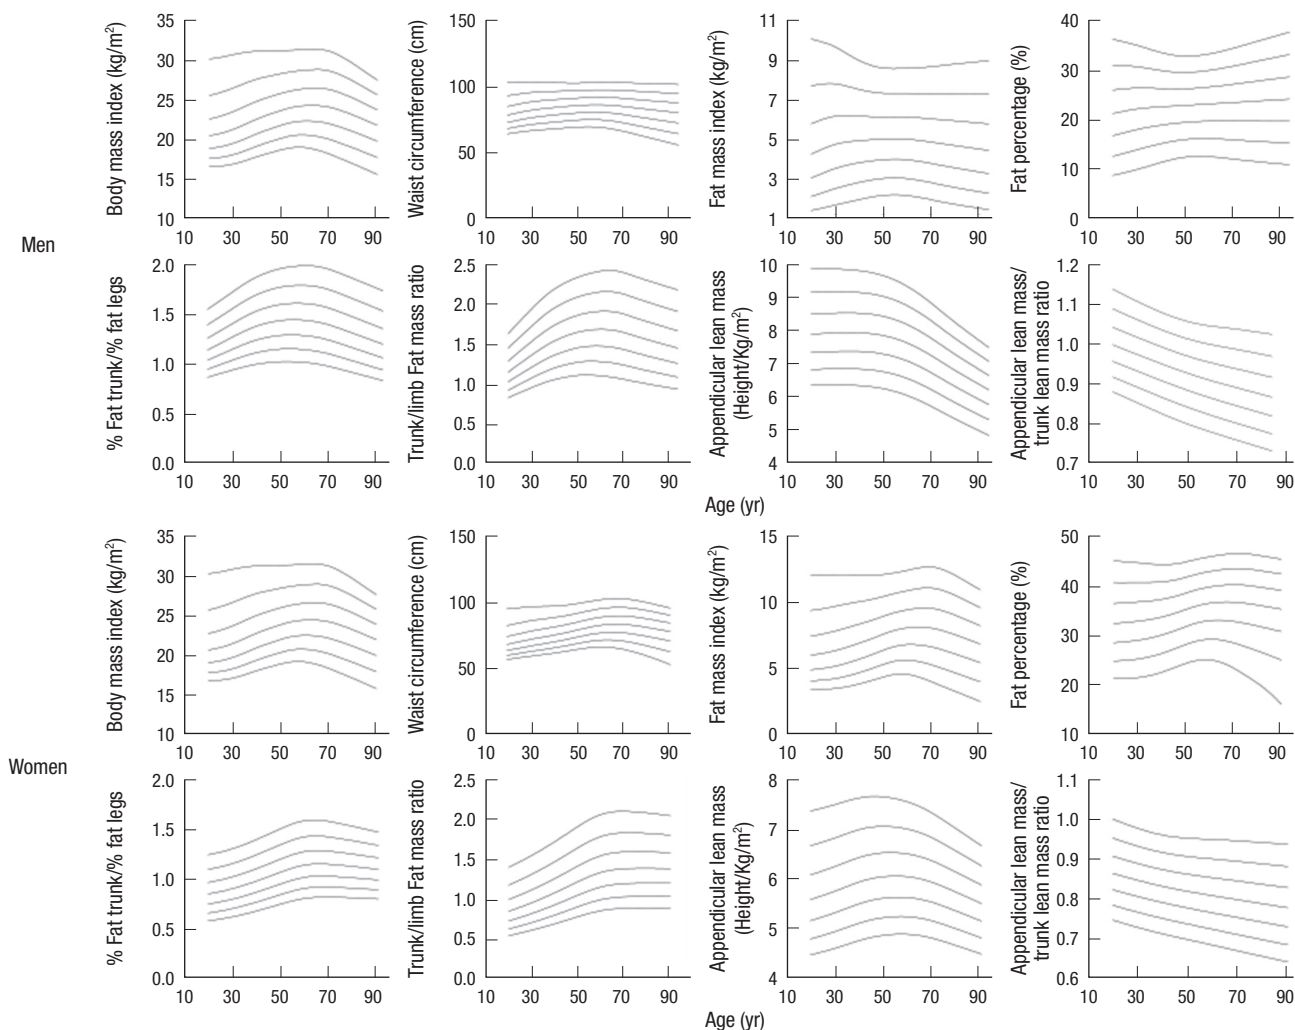 Men
Body mass index (kg/m²)
35
30
25
20
15
10
10 30 50 70 90
Waist circumference (cm)
150
100
50
0
10 30 50 70 90
Fat mass index (kg/m²)
11
9
7
5
3
1
10 30 50 70 90
Fat percentage (%)
40
30
20
10
0
10 30 50 70 90
% Fat trunk/% fat legs
2.0
1.5
1.0
0.5
0.0
10 30 50 70 90
Trunk/limb Fat mass ratio
2.5
2.0
1.5
1.0
0.5
0.0
10 30 50 70 90
Appendicular lean mass
(Height/Kg/m²)
10
9
8
7
6
5
4
10 30 50 70 90
Appendicular lean mass/
trunk lean mass ratio
1.2
1.1
1.0
0.9
0.8
0.7
10 30 50 70 90
Age (yr)
Women
Body mass index (kg/m²)
35
30
25
20
15
10
10 30 50 70 90
Waist circumference (cm)
150
100
50
0
10 30 50 70 90
Fat mass index (kg/m²)
15
10
5
0
10 30 50 70 90
Fat percentage (%)
50
40
30
20
10
10 30 50 70 90
% Fat trunk/% fat legs
2.0
1.5
1.0
0.5
0.0
10 30 50 70 90
Trunk/limb Fat mass ratio
2.5
2.0
1.5
1.0
0.5
0.0
10 30 50 70 90
Appendicular lean mass
(Height/Kg/m²)
8
7
6
5
4
10 30 50 70 90
Appendicular lean mass/
trunk lean mass ratio
1.1
1.0
0.9
0.8
0.7
0.6
10 30 50 70 90
Age (yr)